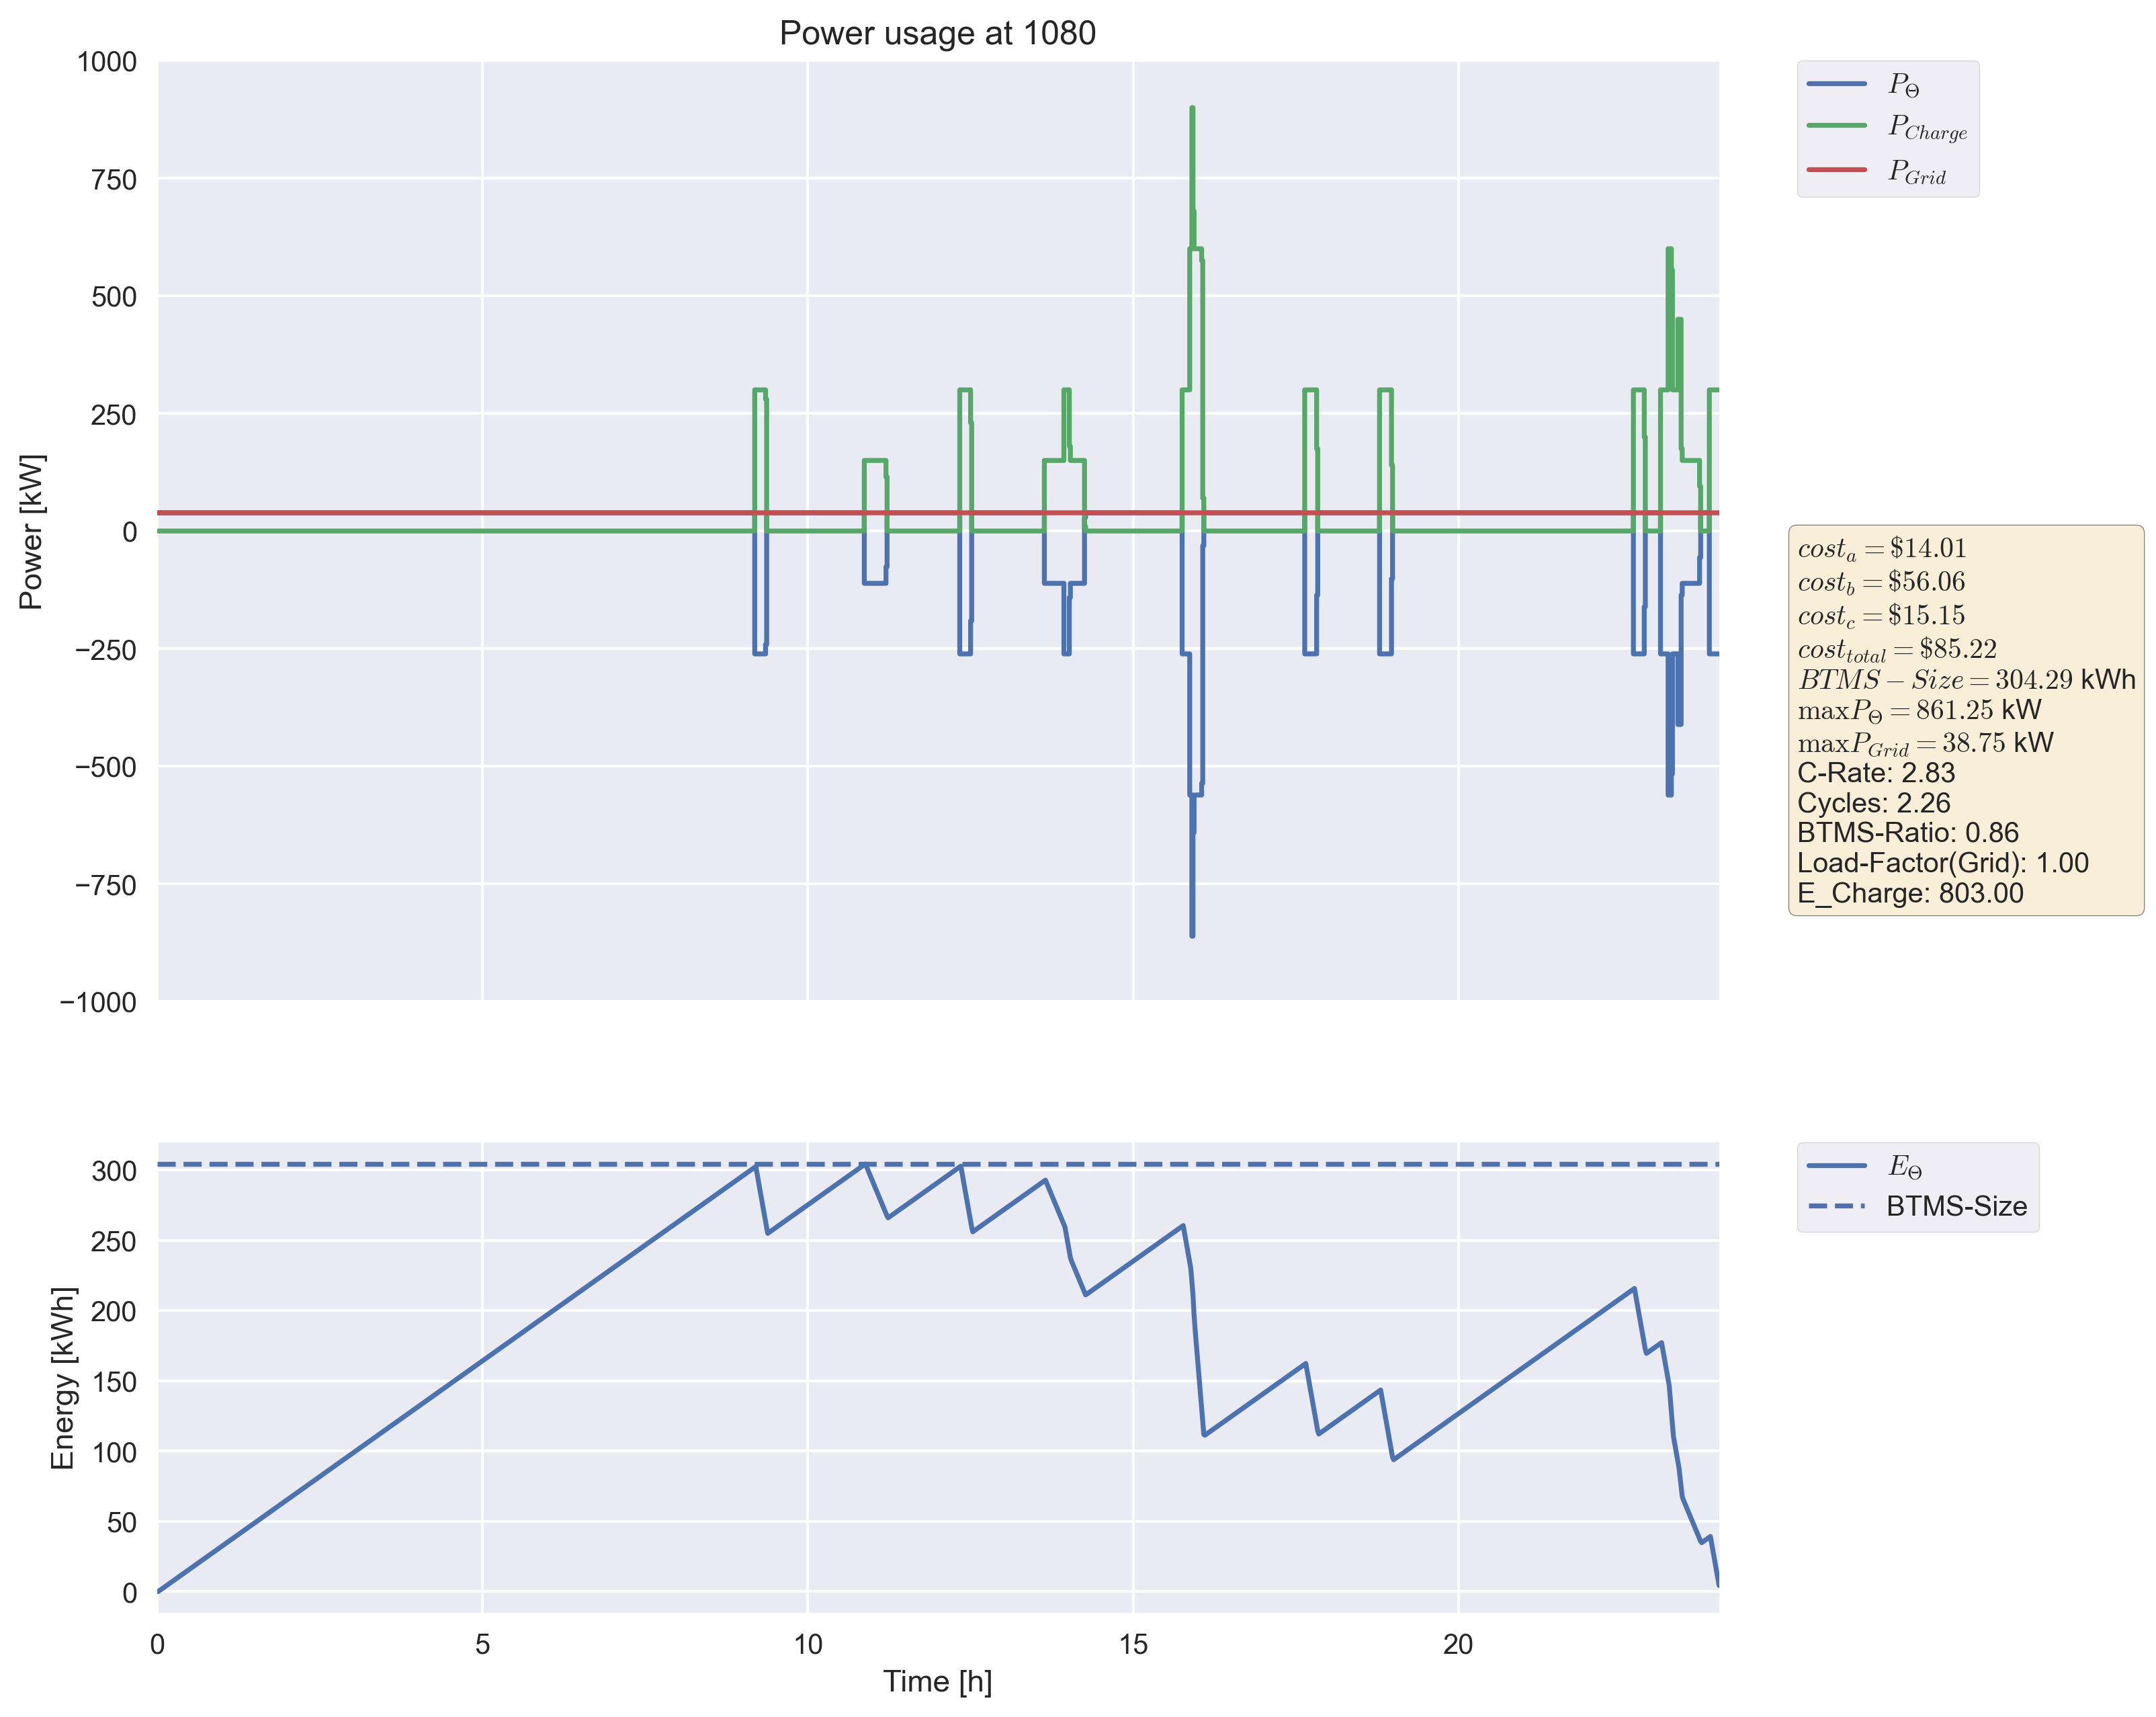 Power usage at 1080
1000
750
500
250
0
−250
−500
−750
−1000
Power [kW]
P_Θ
P_Charge
P_Grid
cost_a = $14.01
cost_b = $56.06
cost_c = $15.15
cost_total = $85.22
BTMS − Size = 304.29 kWh
maxP_Θ = 861.25 kW
maxP_Grid = 38.75 kW
C-Rate: 2.83
Cycles: 2.26
BTMS-Ratio: 0.86
Load-Factor(Grid): 1.00
E_Charge: 803.00
300
250
200
150
100
50
0
Energy [kWh]
E_Θ
BTMS-Size
0 5 10 15 20
Time [h]